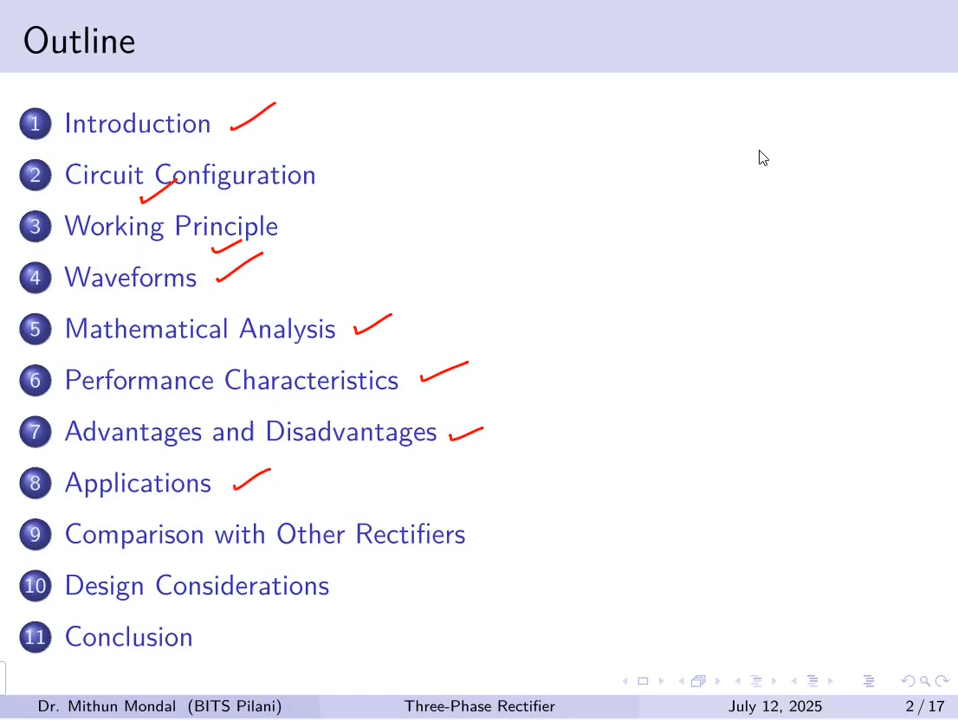 Outline
1 Introduction
2 Circuit Configuration
3 Working Principle
4 Waveforms
5 Mathematical Analysis
6 Performance Characteristics
7 Advantages and Disadvantages
8 Applications
9 Comparison with Other Rectifiers
10 Design Considerations
11 Conclusion
Dr. Mithun Mondal (BITS Pilani) Three-Phase Rectifier July 12, 2025 2 / 17